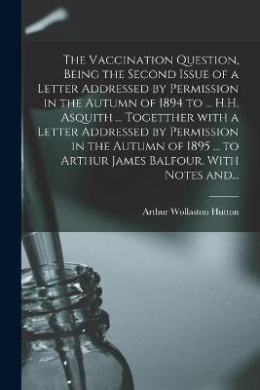 The Vaccination Question, Being the Second
Issue of a Letter Addressed by Permission
in the Autumn of 1894 to ... H.H.
Asquith ... Togetther with a Letter
Addressed by Permission in the
Autumn of 1895 ... to Arthur
James Balfour. With Notes and...
Arthur Wollaston Hutton